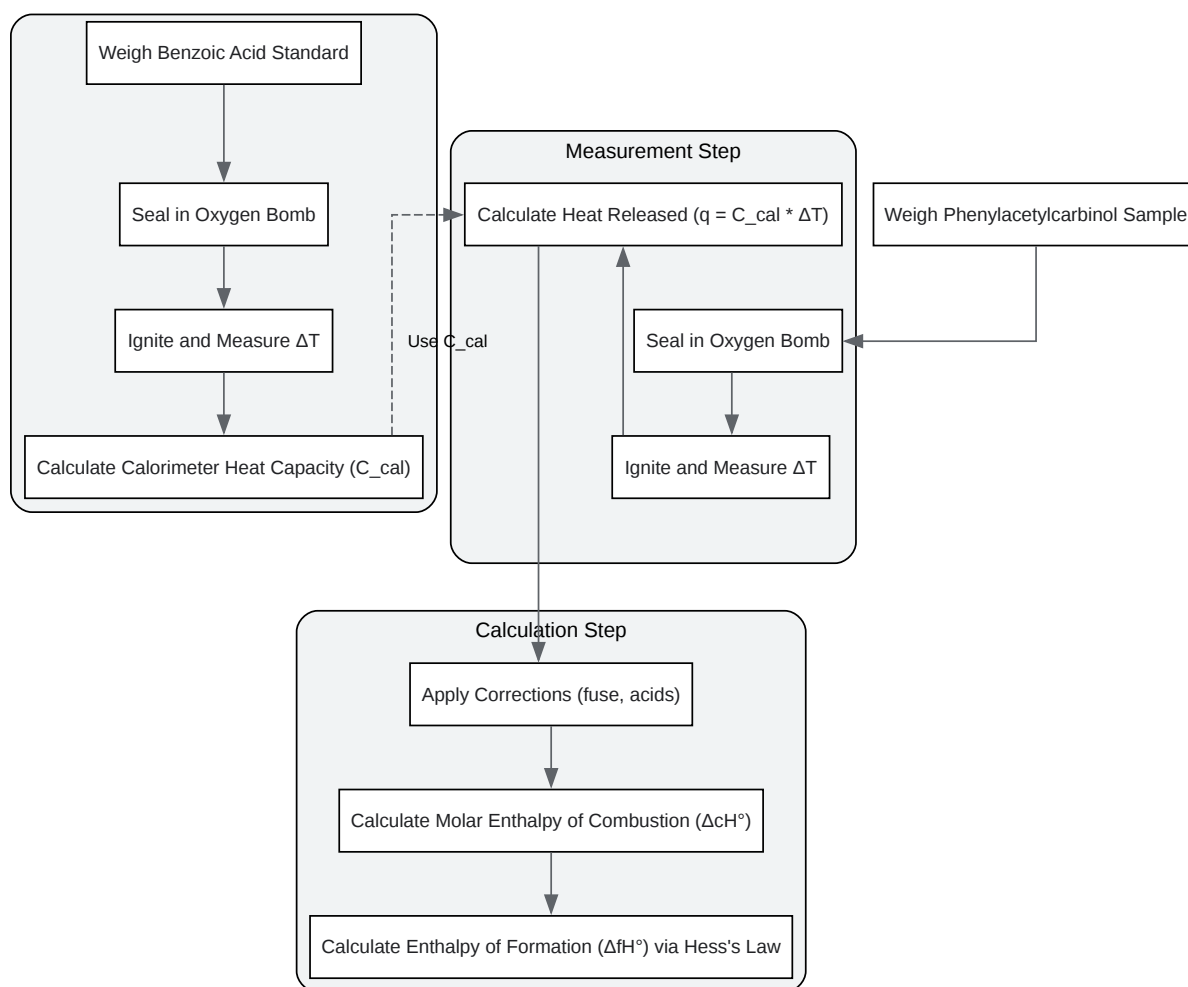 Weigh Benzoic Acid Standard
Seal in Oxygen Bomb
Ignite and Measure ΔT
Calculate Calorimeter Heat Capacity (C_cal)
Use C_cal
Measurement Step
Calculate Heat Released (q = C_cal * ΔT)
Weigh Phenylacetylcarbinol Sample
Seal in Oxygen Bomb
Ignite and Measure ΔT
Calculation Step
Apply Corrections (fuse, acids)
Calculate Molar Enthalpy of Combustion (ΔcH°)
Calculate Enthalpy of Formation (ΔfH°) via Hess's Law